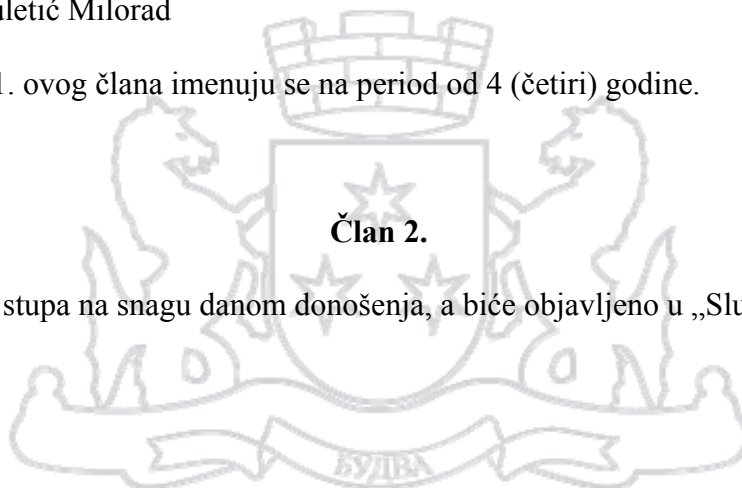 uletić Milorad
1. ovog člana imenuju se na period od 4 (četiri) godine.
Član 2.
stupa na snagu danom donošenja, a biće objavljeno u „Slu
БУДВА